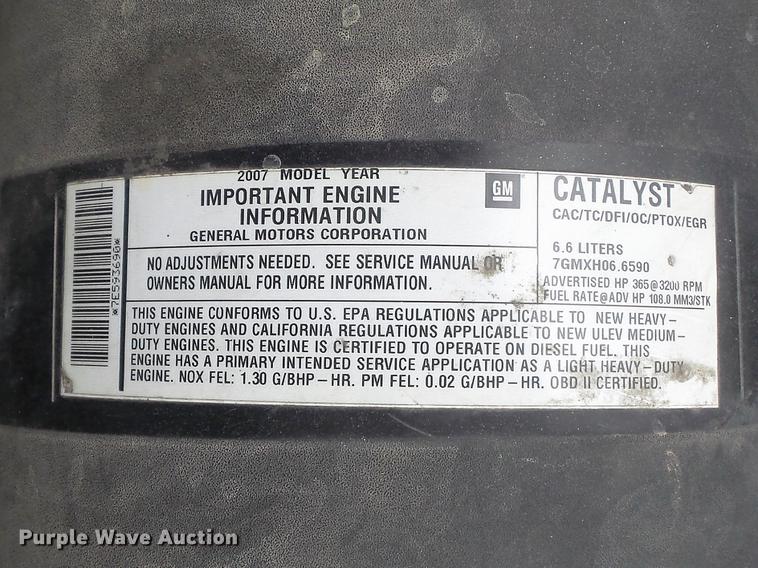 2007 MODEL YEAR
IMPORTANT ENGINE
INFORMATION
GENERAL MOTORS CORPORATION
GM
NO ADJUSTMENTS NEEDED. SEE SERVICE MANUAL OR
OWNERS MANUAL FOR MORE INFORMATION.
CATALYST
CAC/TC/DFI/OC/PTOX/EGR
6.6 LITERS
7GMXH06.6590
ADVERTISED HP 365@3200 RPM
FUEL RATE@ADV HP 108.0 MM3/STK
THIS ENGINE CONFORMS TO U.S. EPA REGULATIONS APPLICABLE TO NEW HEAVY–
DUTY ENGINES AND CALIFORNIA REGULATIONS APPLICABLE TO NEW ULEV MEDIUM–
DUTY ENGINES. THIS ENGINE IS CERTIFIED TO OPERATE ON DIESEL FUEL. THIS
ENGINE HAS A PRIMARY INTENDED SERVICE APPLICATION AS A LIGHT HEAVY–DUTY
ENGINE. NOX FEL: 1.30 G/BHP–HR. PM FEL: 0.02 G/BHP–HR. OBD II CERTIFIED.
*7E593690*
Purple Wave Auction